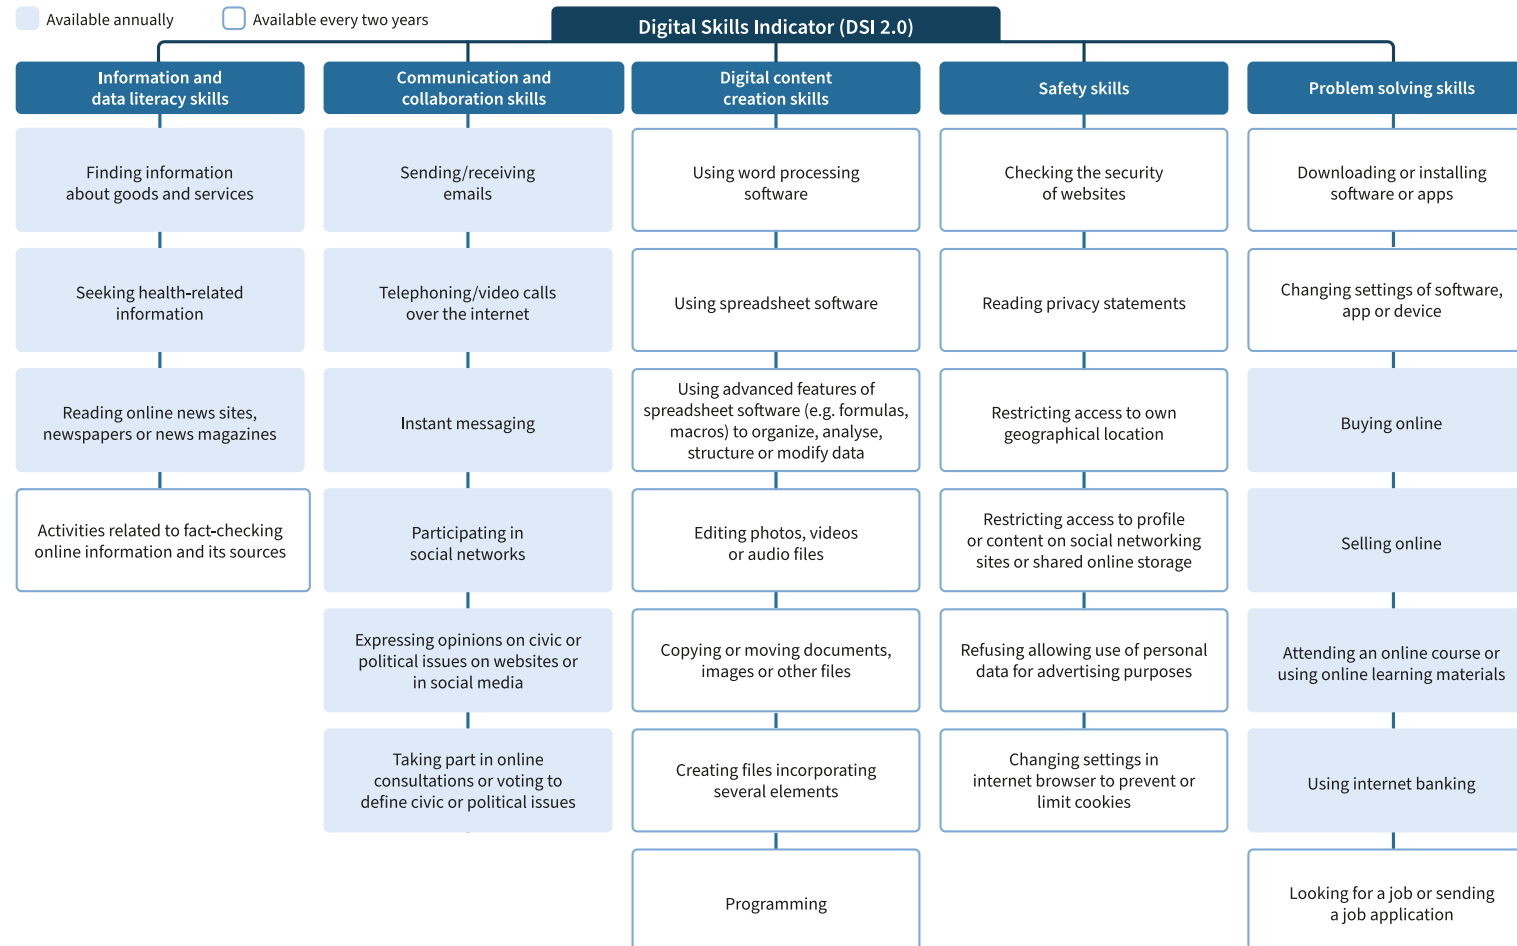 Available annually
Available every two years
Digital Skills Indicator (DSI 2.0)
Information and
data literacy skills
Finding information
about goods and services
Seeking health-related
information
Reading online news sites,
newspapers or news magazines
Activities related to fact-checking
online information and its sources
Communication and
collaboration skills
Sending/receiving
emails
Telephoning/video calls
over the internet
Instant messaging
Participating in
social networks
Expressing opinions on civic or
political issues on websites or
in social media
Taking part in online
consultations or voting to
define civic or political issues
Digital content
creation skills
Using word processing
software
Using spreadsheet software
Using advanced features of
spreadsheet software (e.g. formulas,
macros) to organize, analyse,
structure or modify data
Editing photos, videos
or audio files
Copying or moving documents,
images or other files
Creating files incorporating
several elements
Programming
Safety skills
Checking the security
of websites
Reading privacy statements
Restricting access to own
geographical location
Restricting access to profile
or content on social networking
sites or shared online storage
Refusing allowing use of personal
data for advertising purposes
Changing settings in
internet browser to prevent or
limit cookies
Problem solving skills
Downloading or installing
software or apps
Changing settings of software,
app or device
Buying online
Selling online
Attending an online course or
using online learning materials
Using internet banking
Looking for a job or sending
a job application